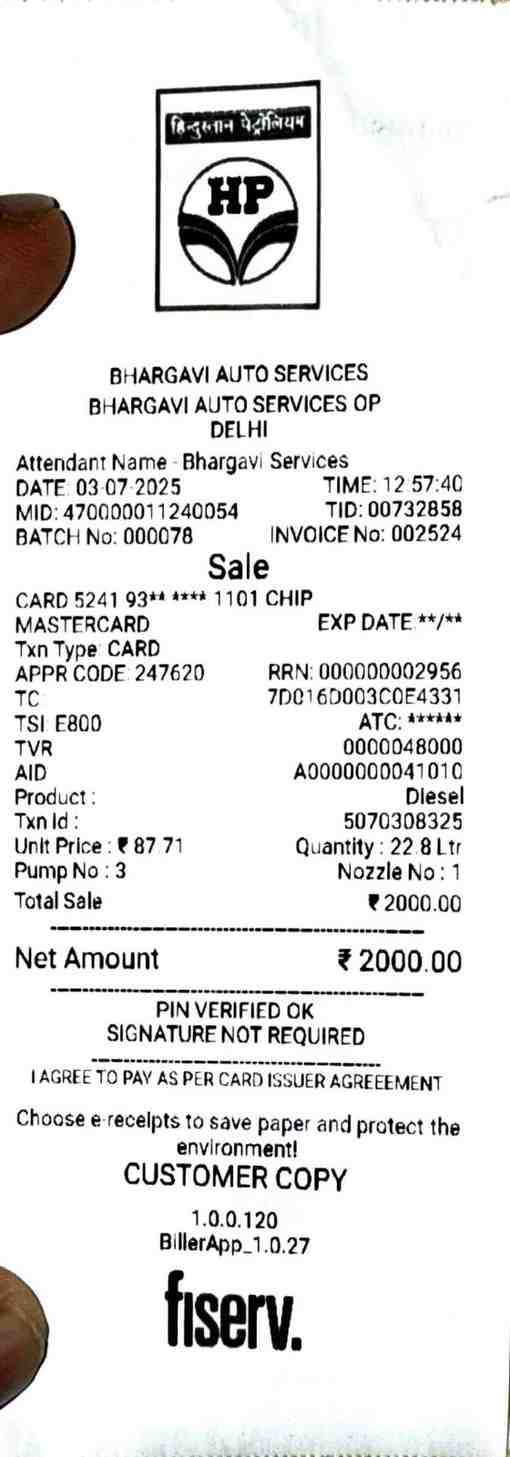 हिन्दुस्तान पेट्रोलियम
HP
BHARGAVI AUTO SERVICES
BHARGAVI AUTO SERVICES OP
DELHI
Attendant Name - Bhargavi Services
DATE: 03-07-2025 TIME: 12:57:40
MID: 470000011240054 TID: 00732858
BATCH No: 000078 INVOICE No: 002524
Sale
CARD 5241 93** **** 1101 CHIP
MASTERCARD EXP DATE **/**
Txn Type: CARD
APPR CODE: 247620 RRN: 000000002956
TC: 7D016D003C0E4331
TSI: E800 ATC: ******
TVR 0000048000
AID A0000000041010
Product : Diesel
Txn Id : 5070308325
Unit Price : ₹ 87.71 Quantity : 22.8 Ltr
Pump No : 3 Nozzle No : 1
Total Sale ₹ 2000.00
Net Amount ₹ 2000.00
PIN VERIFIED OK
SIGNATURE NOT REQUIRED
I AGREE TO PAY AS PER CARD ISSUER AGREEEMENT
Choose e-receipts to save paper and protect the
environment!
CUSTOMER COPY
1.0.0.120
BillerApp_1.0.27
fiserv.